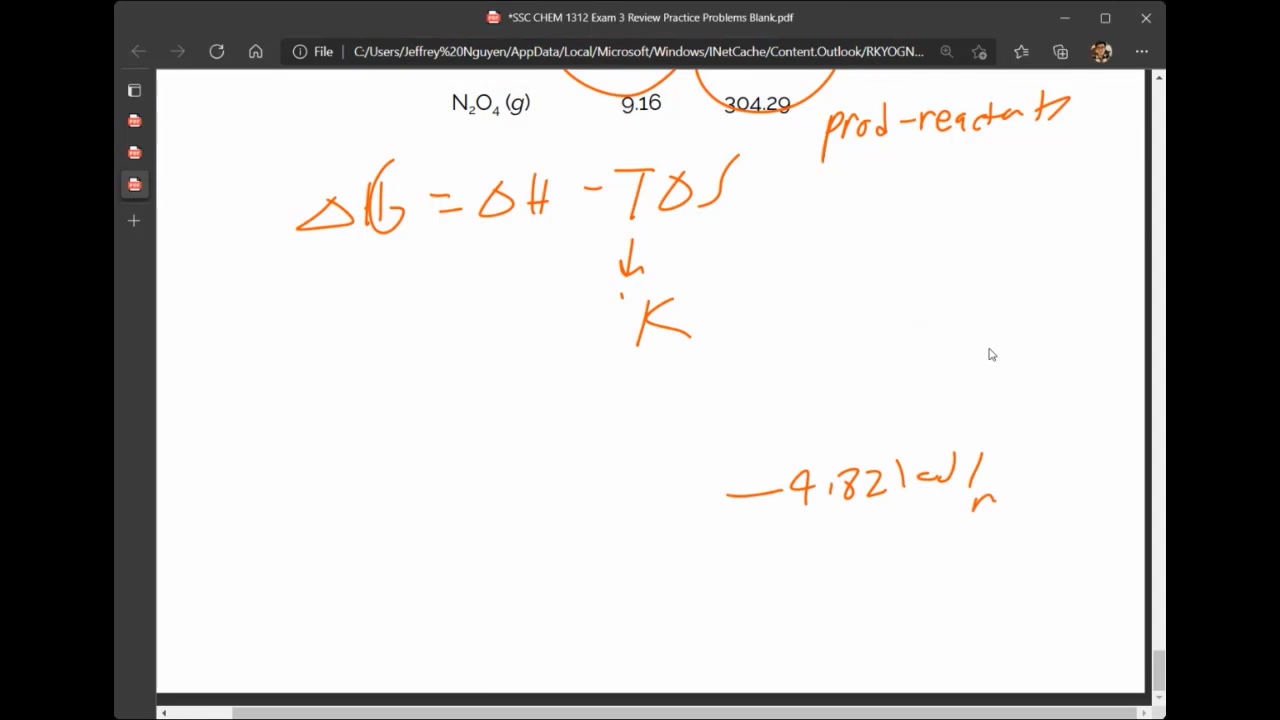 *SSC CHEM 1312 Exam 3 Review Practice Problems Blank.pdf
File C:/Users/Jeffrey%20Nguyen/AppData/Local/Microsoft/Windows/INetCache/Content.Outlook/RKYOGN...
N₂O₄ (g) 9.16 304.29
prod-reactants
ΔG = ΔH - TΔS
K
-4.82